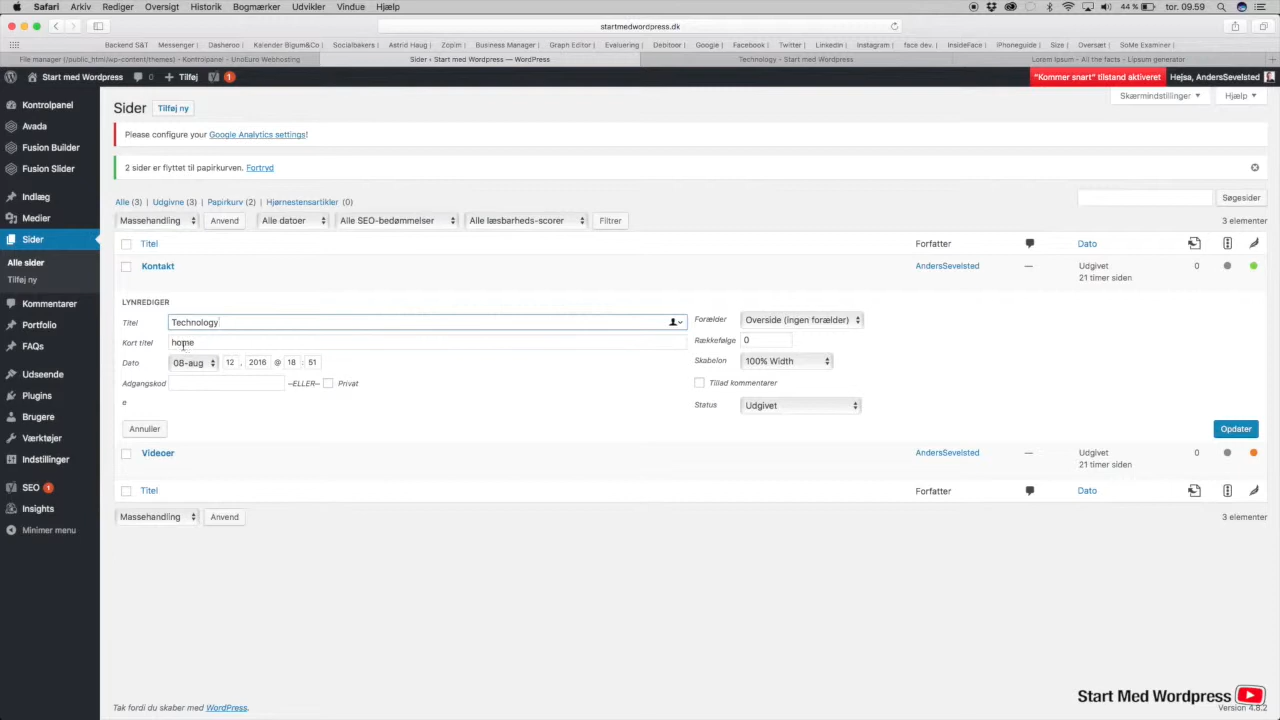 Safari Arkiv Rediger Oversigt Historik Bogmærker Udvikler Vindue Hjælp 44 % tor. 09.59
startmedwordpress.dk
Backend S&T Messenger | Dasheroo | Kalender Bigum&Co | Socialbakers | Astrid Haug | Zopim | Business Manager | Graph Editor | Evaluering | Debitoor | Google | Facebook | Twitter | Linkedin | Instagram | face dev. | InsideFace | iPhoneguide | Size | Oversæt | SoMe Examiner |
File manager (/public_html/wp-content/themes) - Kontrolpanel - UnoEuro Webhosting Sider ‹ Start med Wordpress — WordPress Technology - Start med Wordpress Lorem Ipsum - All the facts - Lipsum generator
Start med Wordpress 0 Tilføj 1 "Kommer snart" tilstand aktiveret Hejsa, AndersSevelsted
Skærmindstillinger Hjælp
Kontrolpanel
Avada
Fusion Builder
Fusion Slider
Indlæg
Medier
Sider
Alle sider
Tilføj ny
Kommentarer
Portfolio
FAQs
Udseende
Plugins
Brugere
Værktøjer
Indstillinger
SEO 1
Insights
Minimer menu
Sider Tilføj ny
Please configure your Google Analytics settings!
2 sider er flyttet til papirkurven. Fortryd
Alle (3) | Udgivne (3) | Papirkurv (2) | Hjørnestensartikler (0) Søgesider
Massehandling Anvend Alle datoer Alle SEO-bedømmelser Alle læsbarheds-scorer Filtrer 3 elementer
Titel Forfatter Dato
Kontakt AndersSevelsted — Udgivet 0
21 timer siden
LYNREDIGER
Titel Technology Forælder Overside (ingen forælder)
Kort titel home Rækkefølge 0
Dato 08-aug 12 , 2016 @ 18 : 51 Skabelon 100% Width
Adgangskod –ELLER– Privat Tillad kommentarer
e
Status Udgivet
Annuller Opdater
Videoer AndersSevelsted — Udgivet 0
21 timer siden
Titel Forfatter Dato
Massehandling Anvend 3 elementer
Start Med Wordpress
Tak fordi du skaber med WordPress. Version 4.8.2